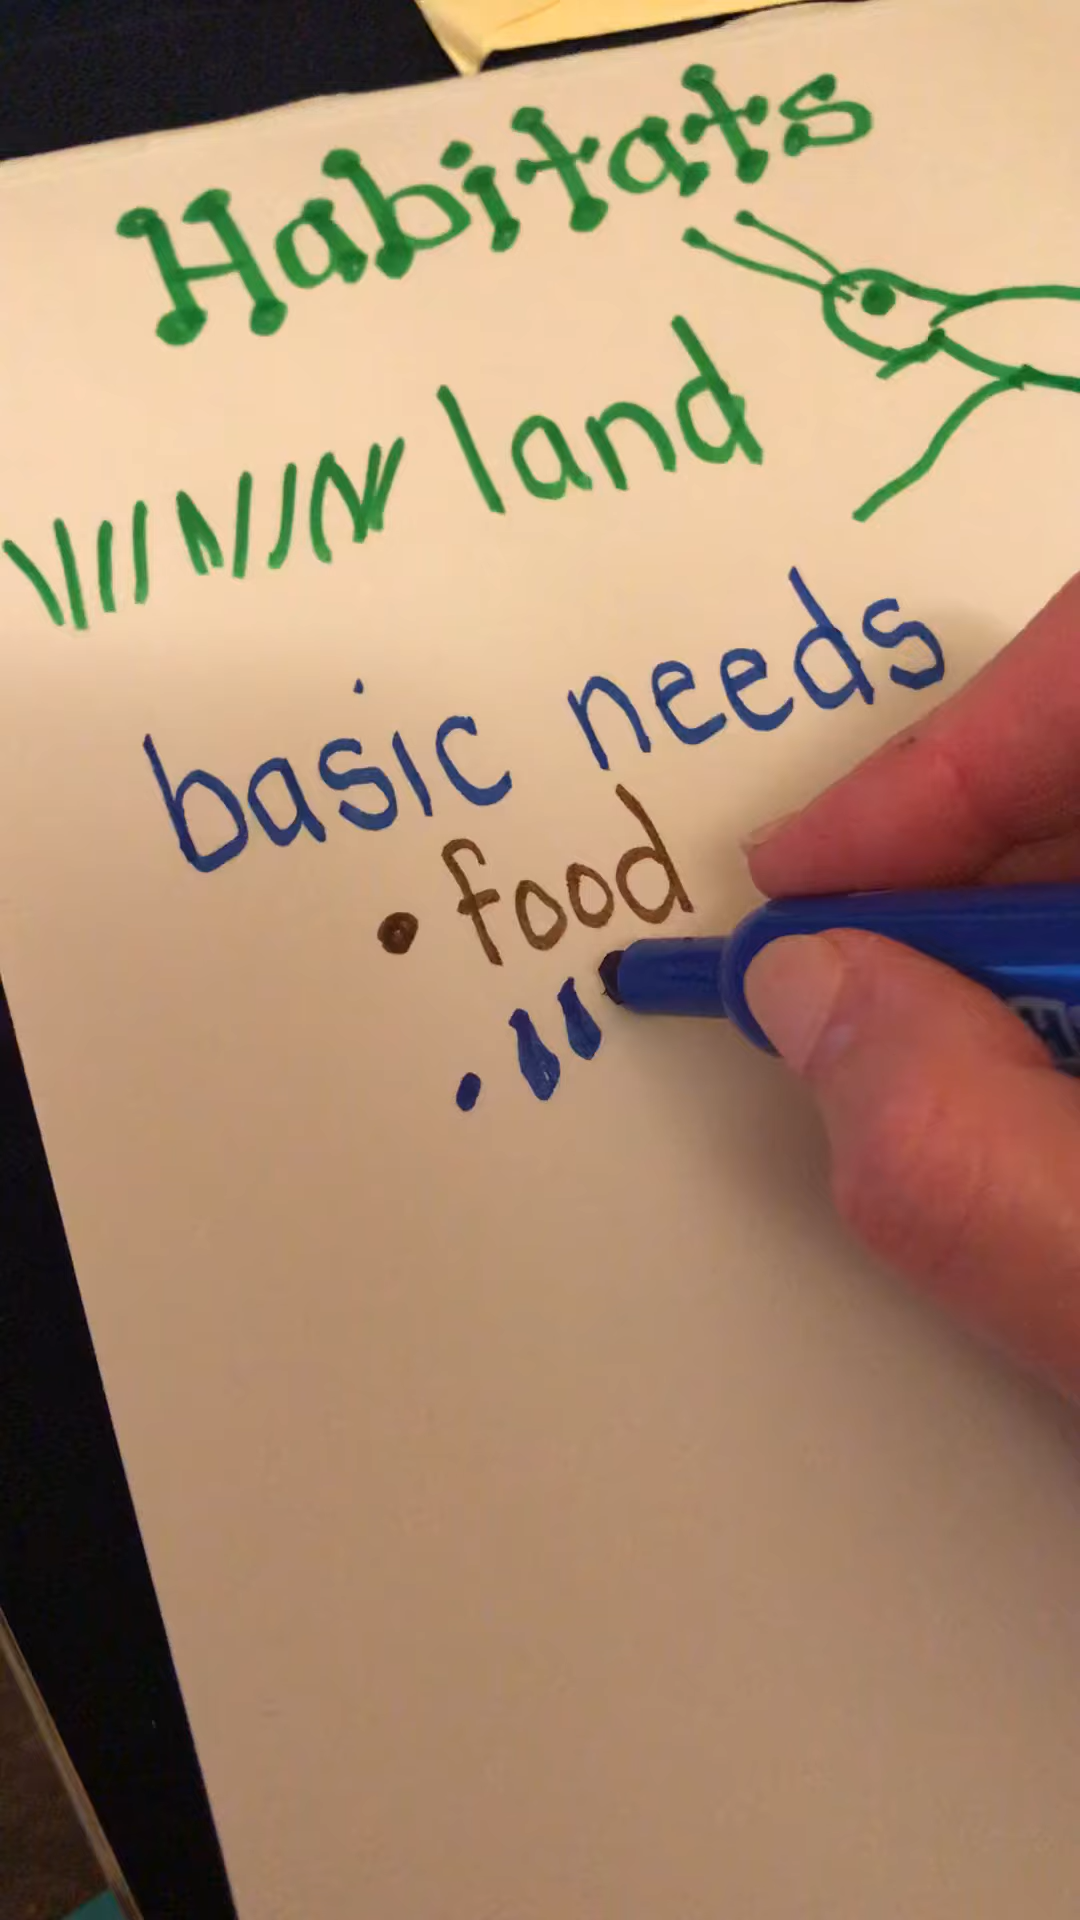 Habitats
land
basic needs
• food
•